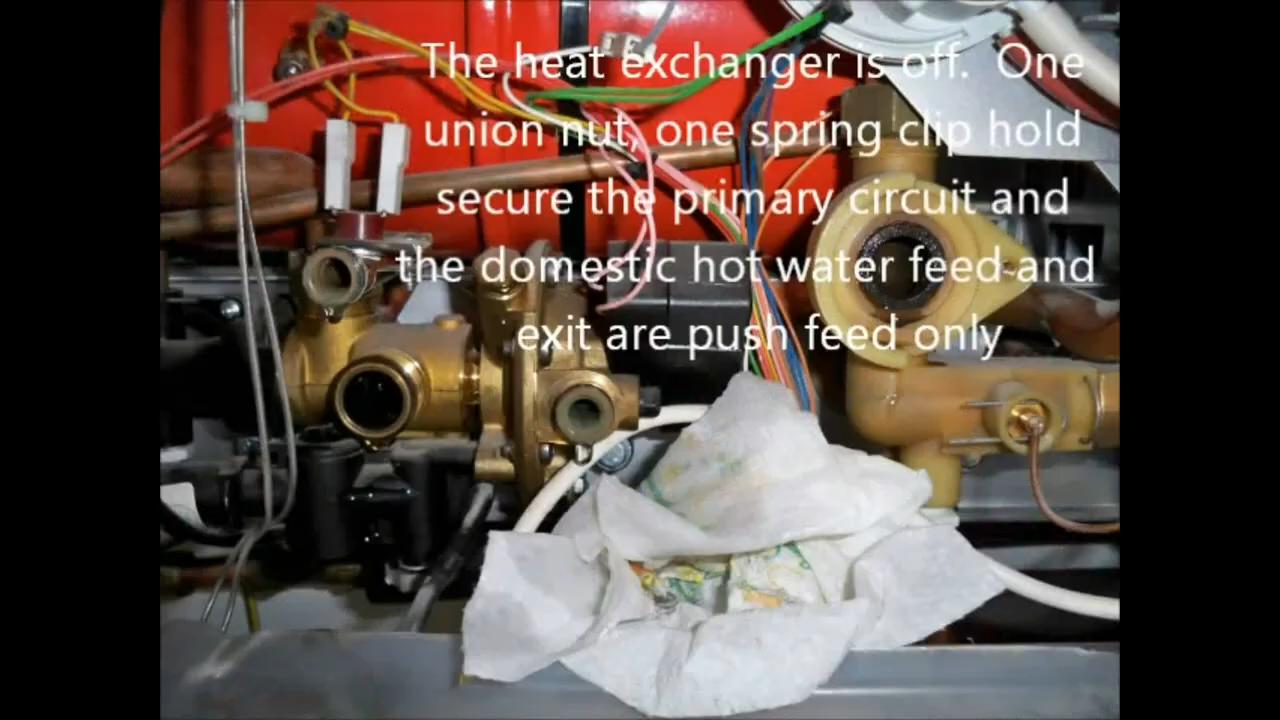 The heat exchanger is off.  One
union nut, one spring clip hold
secure the primary circuit and
the domestic hot water feed and
exit are push feed only